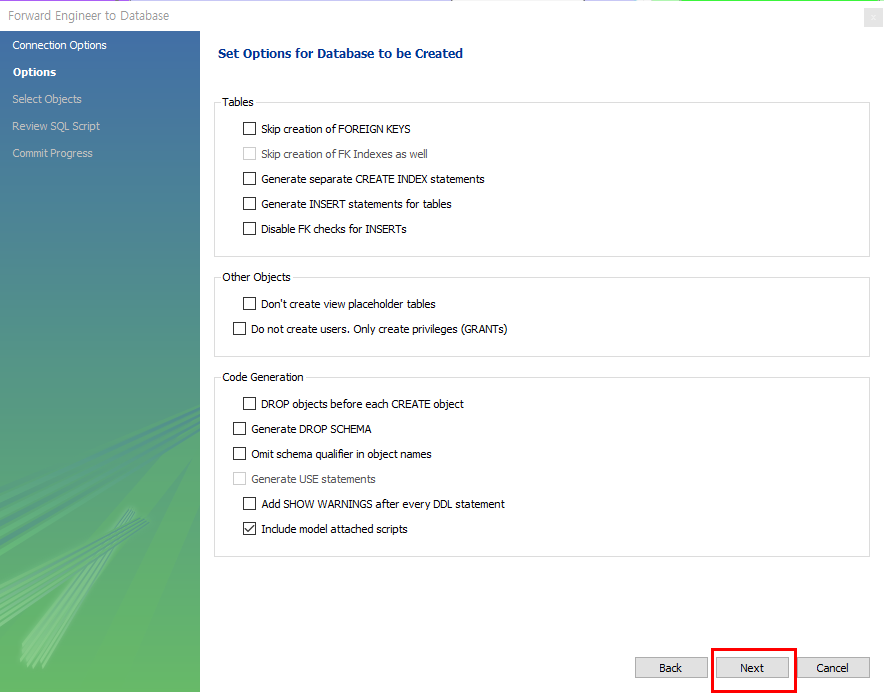 Forward Engineer to Database
Connection Options
Options
Select Objects
Review SQL Script
Commit Progress
Set Options for Database to be Created
Tables
Skip creation of FOREIGN KEYS
Skip creation of FK Indexes as well
Generate separate CREATE INDEX statements
Generate INSERT statements for tables
Disable FK checks for INSERTs
Other Objects
Don't create view placeholder tables
Do not create users. Only create privileges (GRANTs)
Code Generation
DROP objects before each CREATE object
Generate DROP SCHEMA
Omit schema qualifier in object names
Generate USE statements
Add SHOW WARNINGS after every DDL statement
Include model attached scripts
Back Next Cancel